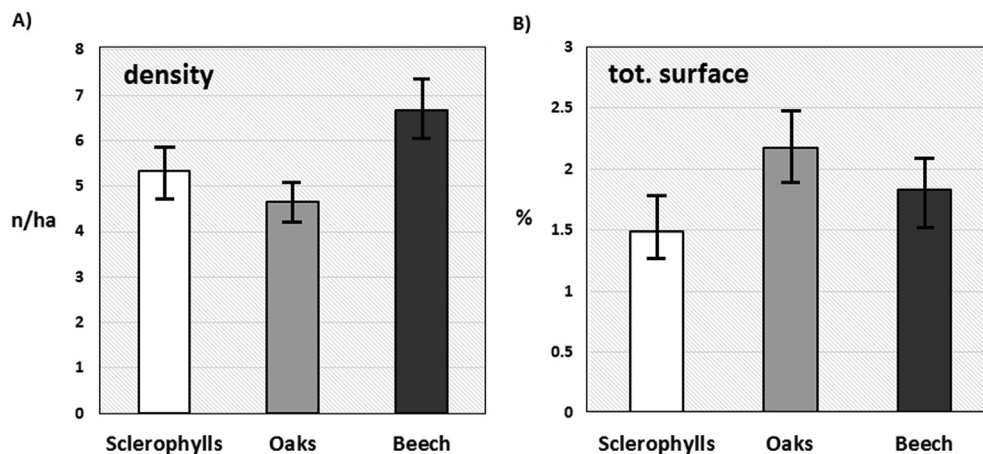 A)
density
8
7
6
5
4
3
2
1
0
n/ha
Sclerophylls Oaks Beech
B)
tot. surface
3
2.5
2
1.5
1
0.5
0
%
Sclerophylls Oaks Beech